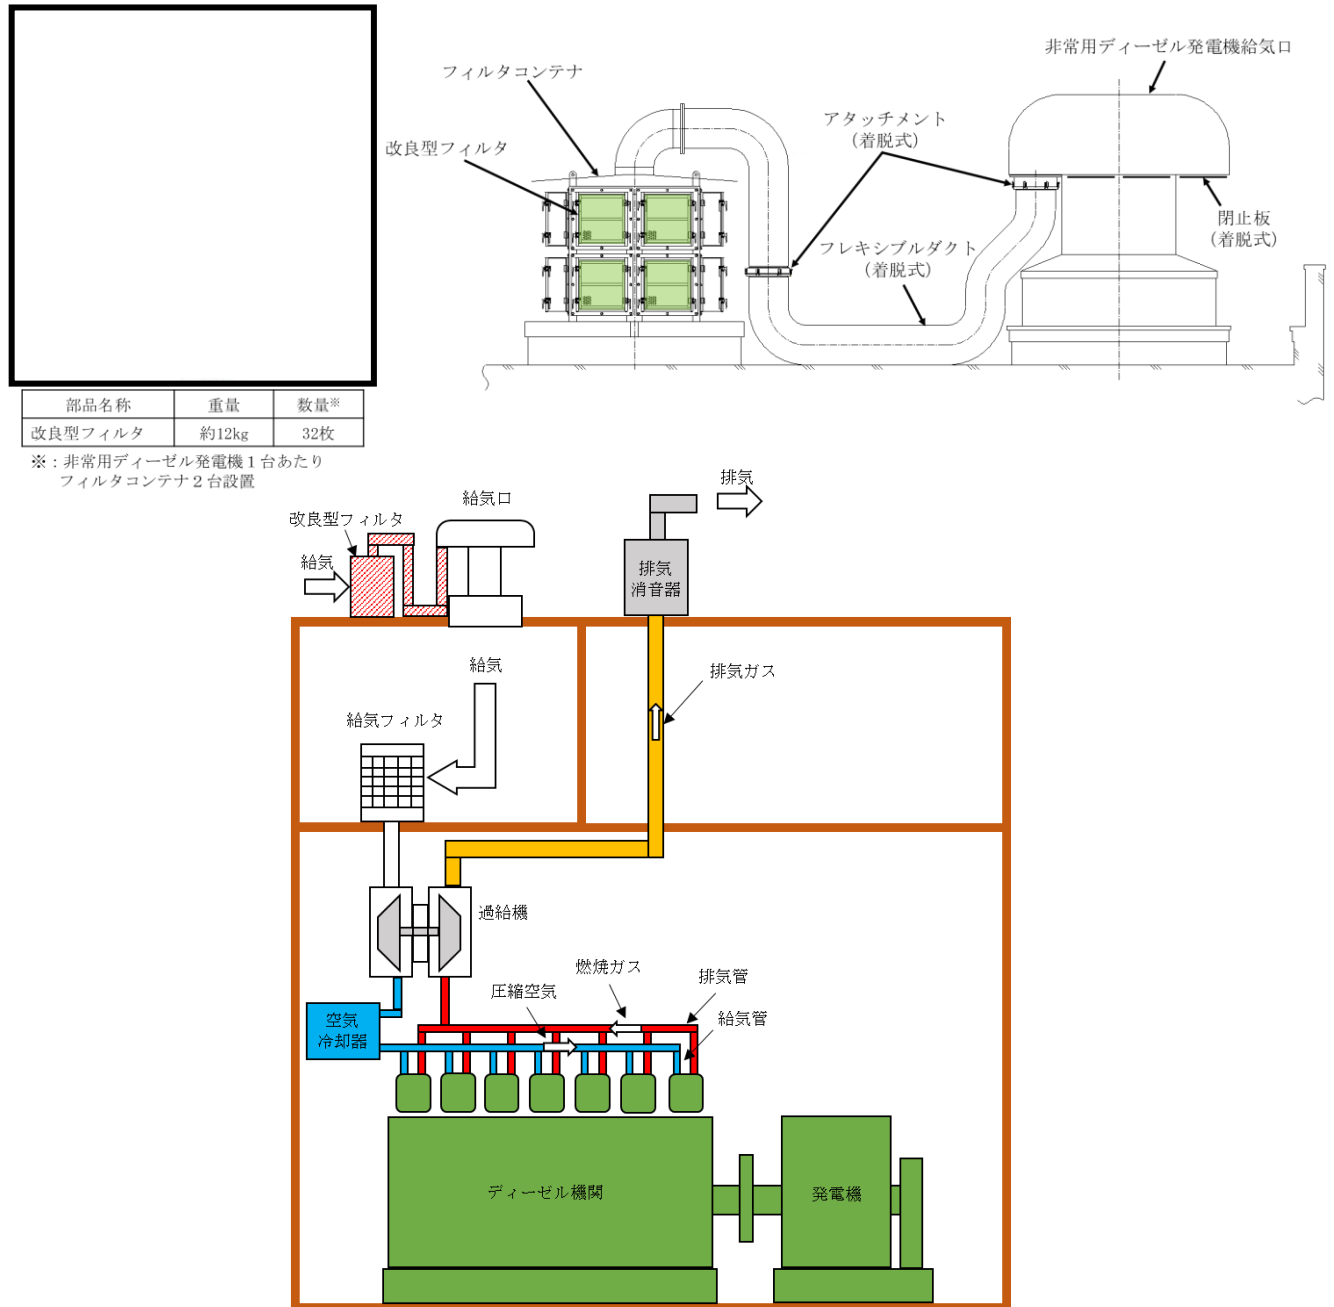 非常用ディーゼル発電機給気口
フィルタコンテナ
アタッチメント
(着脱式)
改良型フィルタ
閉止板
(着脱式)
フレキシブルダクト
(着脱式)
部品名称 重量 数量※
改良型フィルタ 約12kg 32枚
※：非常用ディーゼル発電機１台あたり
フィルタコンテナ２台設置
排気
給気口
改良型フィルタ
給気
排気
消音器
給気
排気ガス
給気フィルタ
過給機
燃焼ガス
排気管
圧縮空気
給気管
空気
冷却器
ディーゼル機関
発電機